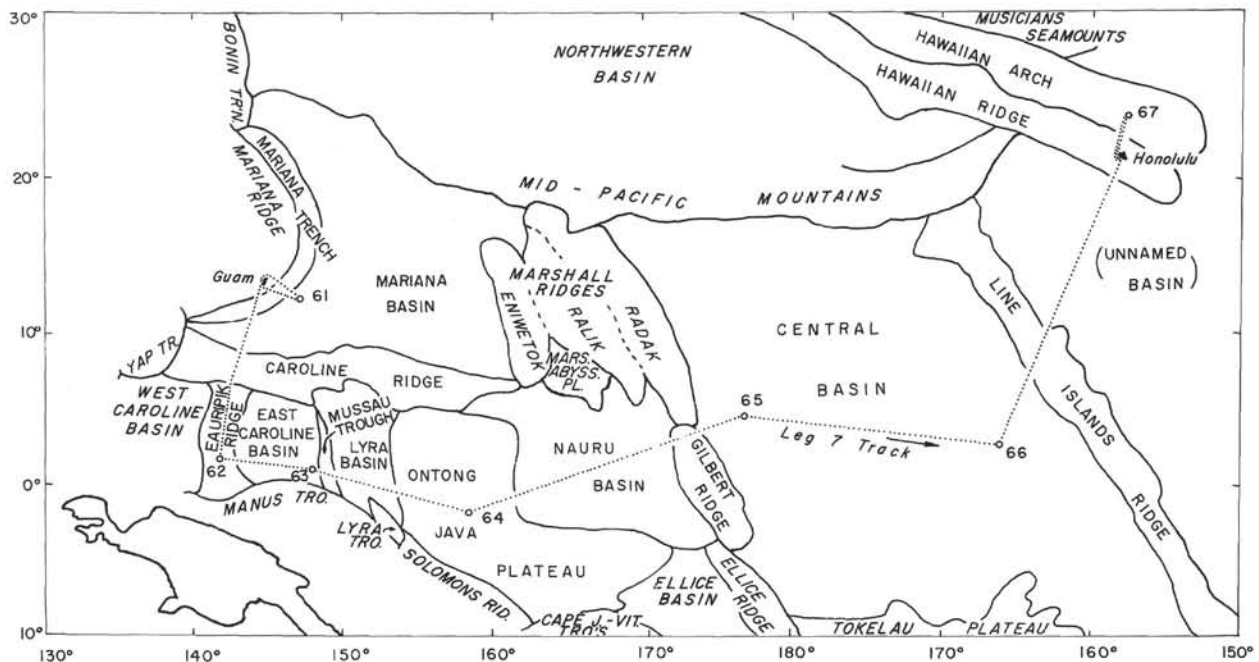 30°
BONIN TRN.
NORTHWESTERN
BASIN
MUSICIANS
SEAMOUNTS
HAWAIIAN ARCH
HAWAIIAN RIDGE
67
Honolulu
20°
MARIANA
RIDGE
MARIANA
TRENCH
MID - PACIFIC MOUNTAINS
Guam
61
MARIANA
BASIN
ENIWETOK
MARSHALL
RIDGES
RALIK
RADAK
MARS.
ABYSS.
PL.
CENTRAL
BASIN
LINE
ISLANDS
RIDGE
(UNNAMED
BASIN)
10°
YAP TR.
CAROLINE RIDGE
WEST
CAROLINE
BASIN
EAURIPIK
RIDGE
EAST
CAROLINE
BASIN
MUSSAU
TROUGH
LYRA
BASIN
ONTONG
JAVA
PLATEAU
NAURU
BASIN
GILBERT
RIDGE
65
Leg 7 Track
66
62
63
64
0°
MANUS TRO.
LYRA
TRO.
SOLOMONS RID.
CAPE J.-VIT.
TRO'S
ELLICE
BASIN
ELLICE
RIDGE
TOKELAU PLATEAU
10°
130° 140° 150° 160° 170° 180° 170° 160° 150°